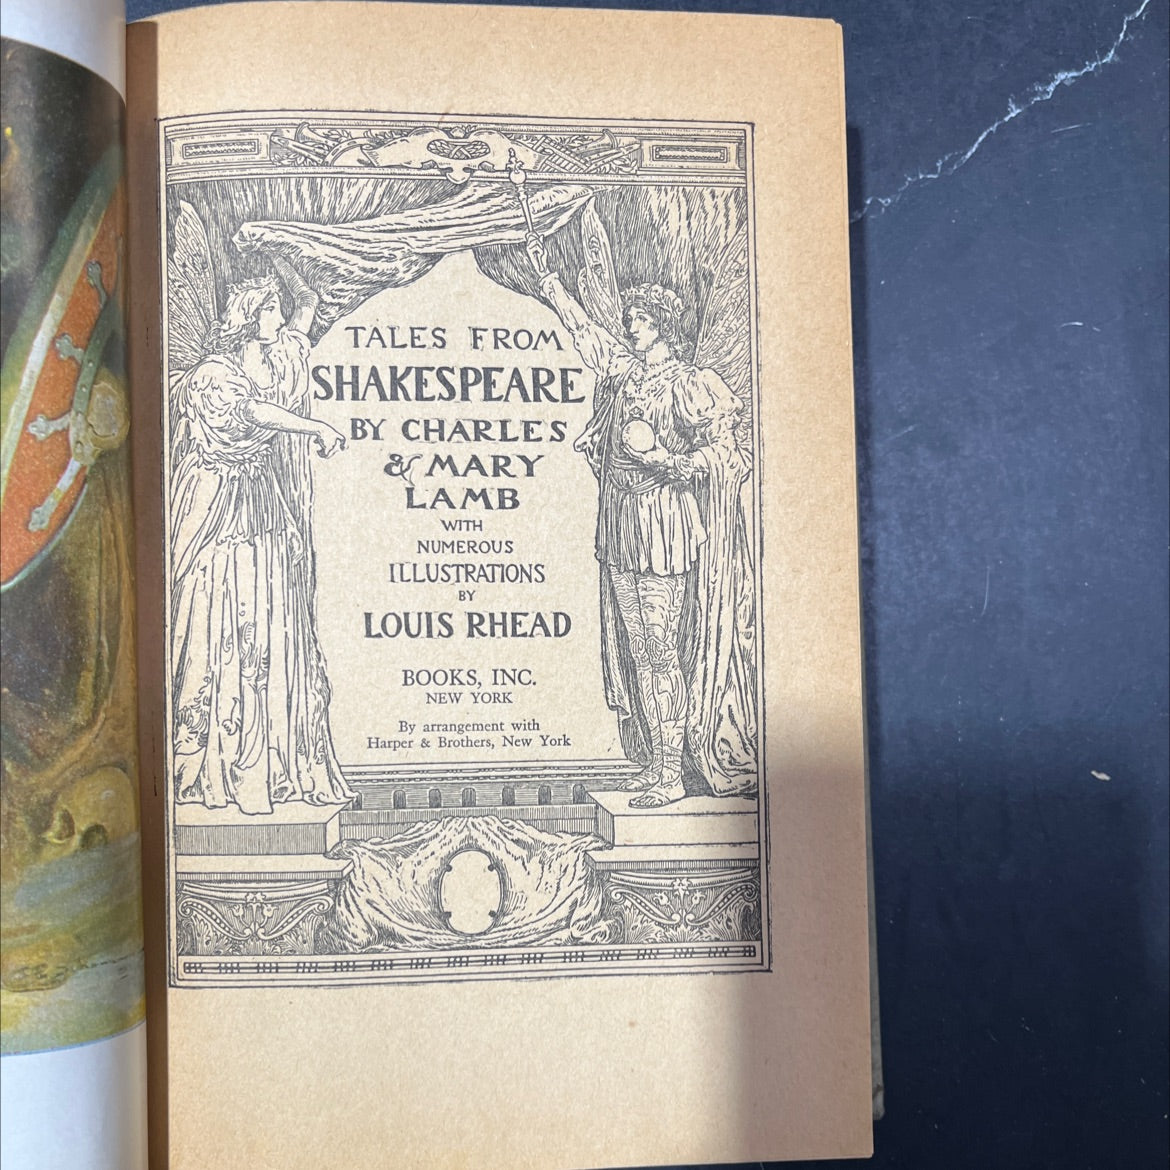 TALES FROM
SHAKESPEARE
BY CHARLES
& MARY
LAMB
WITH
NUMEROUS
ILLUSTRATIONS
BY
LOUIS RHEAD
BOOKS, INC.
NEW YORK
By arrangement with
Harper & Brothers, New York